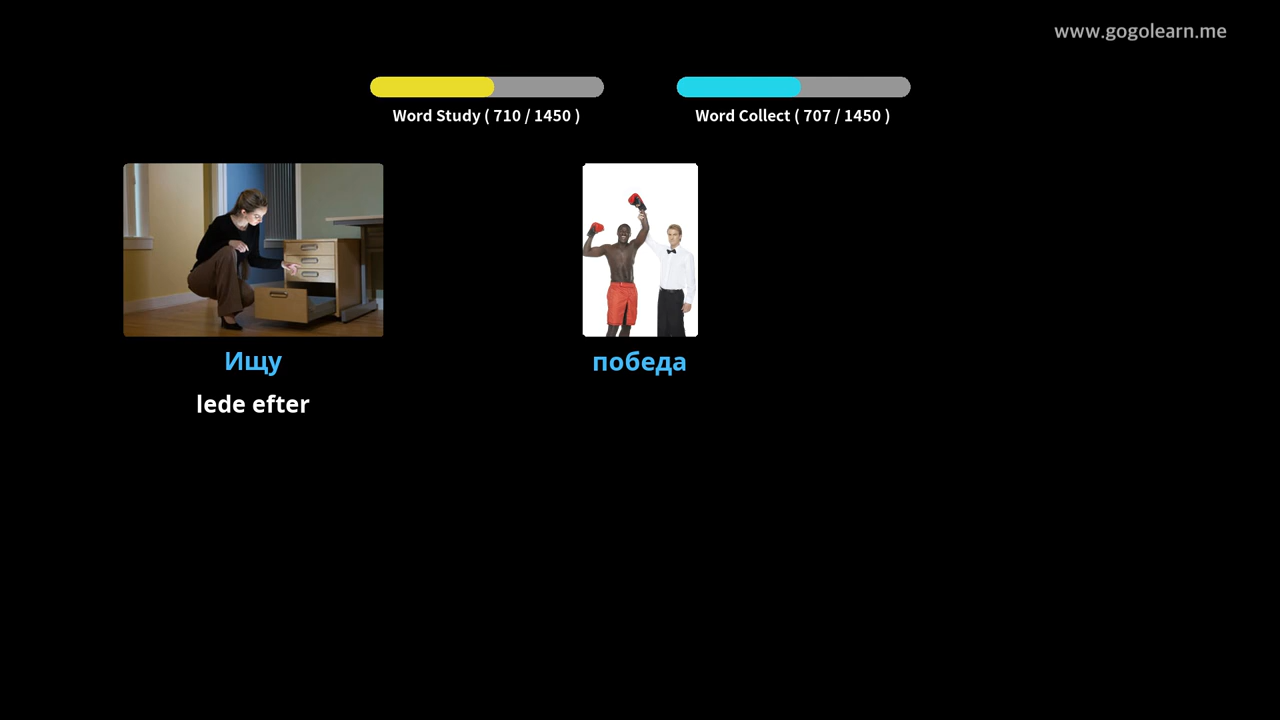 www.gogolearn.me
Word Study ( 710 / 1450 )
Word Collect ( 707 / 1450 )
Ищу
победа
lede efter